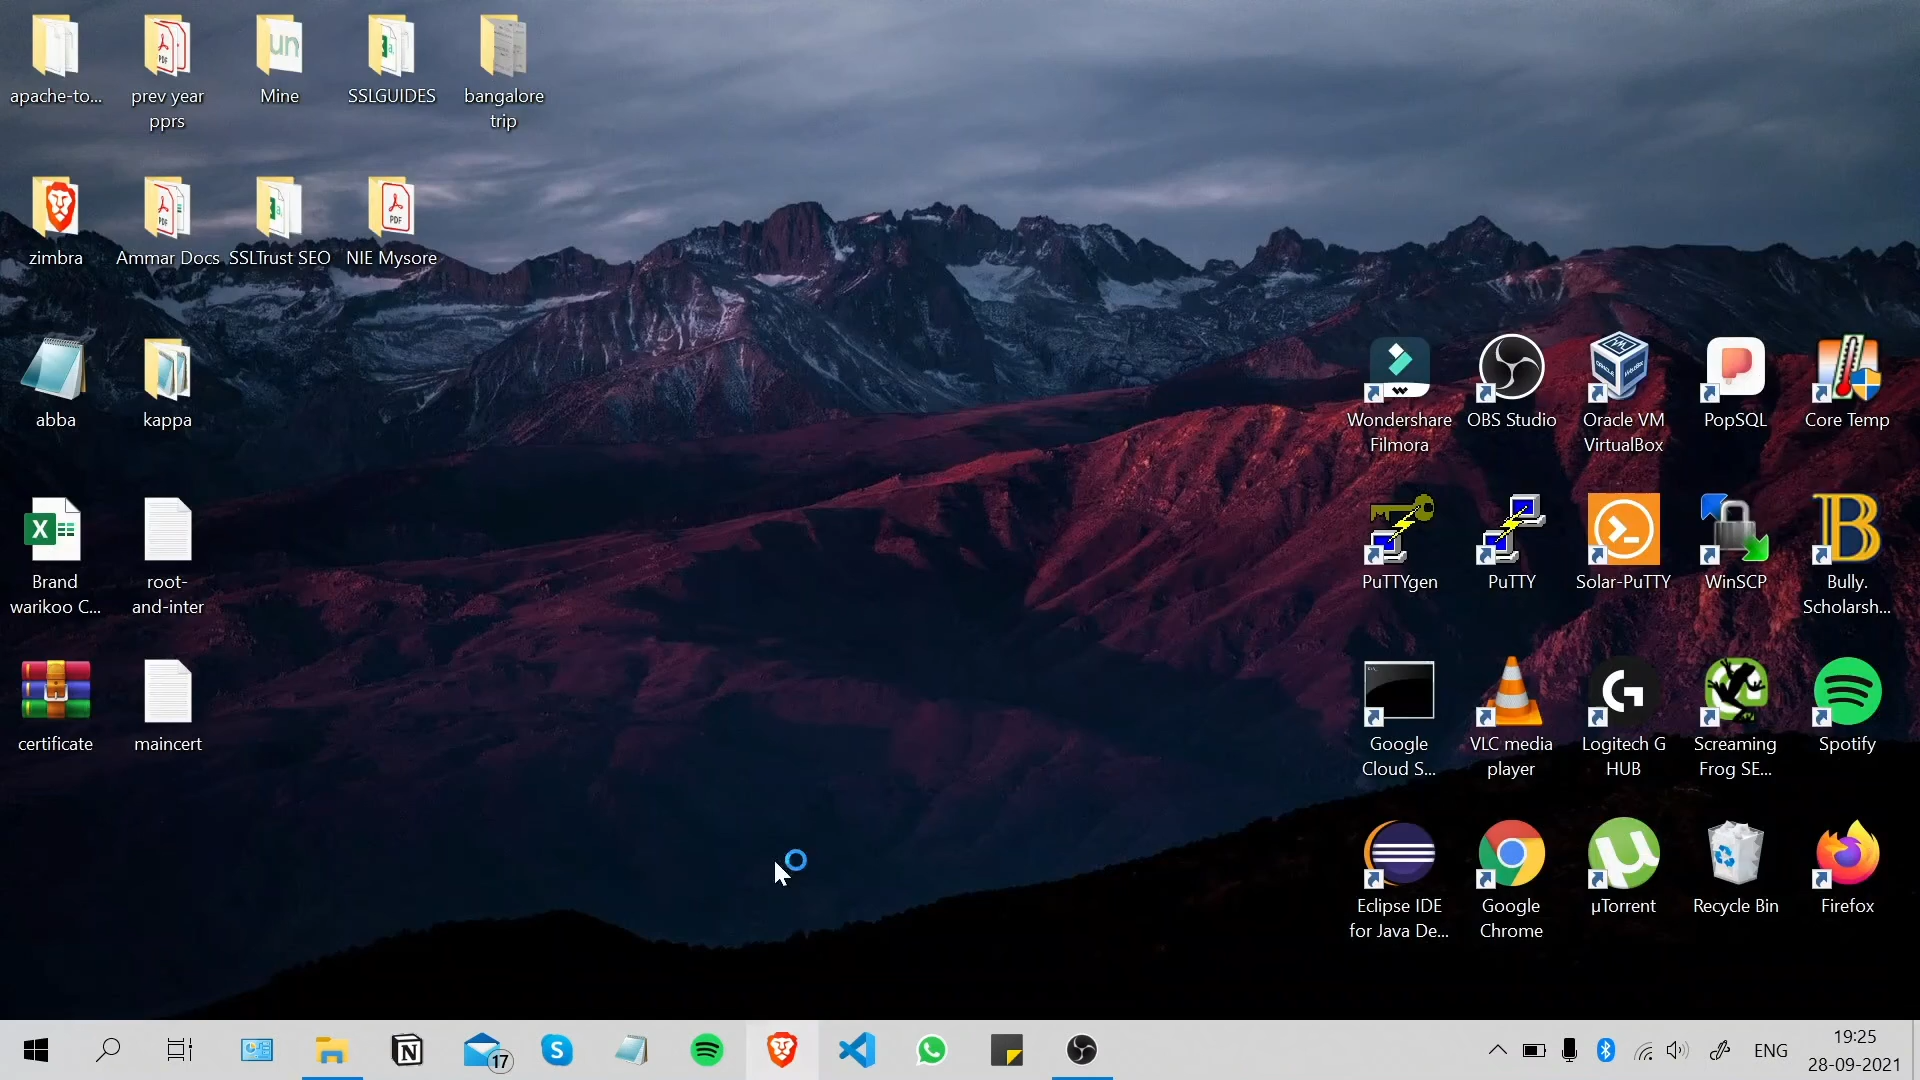 apache-to...
prev year
pprs
Mine
SSLGUIDES
bangalore
trip
zimbra
Ammar Docs
SSLTrust SEO
NIE Mysore
abba
kappa
Wondershare
Filmora
OBS Studio
Oracle VM
VirtualBox
PopSQL
Core Temp
Brand
warikoo C...
root-
and-inter
PuTTYgen
PuTTY
Solar-PuTTY
WinSCP
Bully.
Scholarsh...
certificate
maincert
Google
Cloud S...
VLC media
player
Logitech G
HUB
Screaming
Frog SE...
Spotify
Eclipse IDE
for Java De...
Google
Chrome
µTorrent
Recycle Bin
Firefox
17
ENG
19:25
28-09-2021